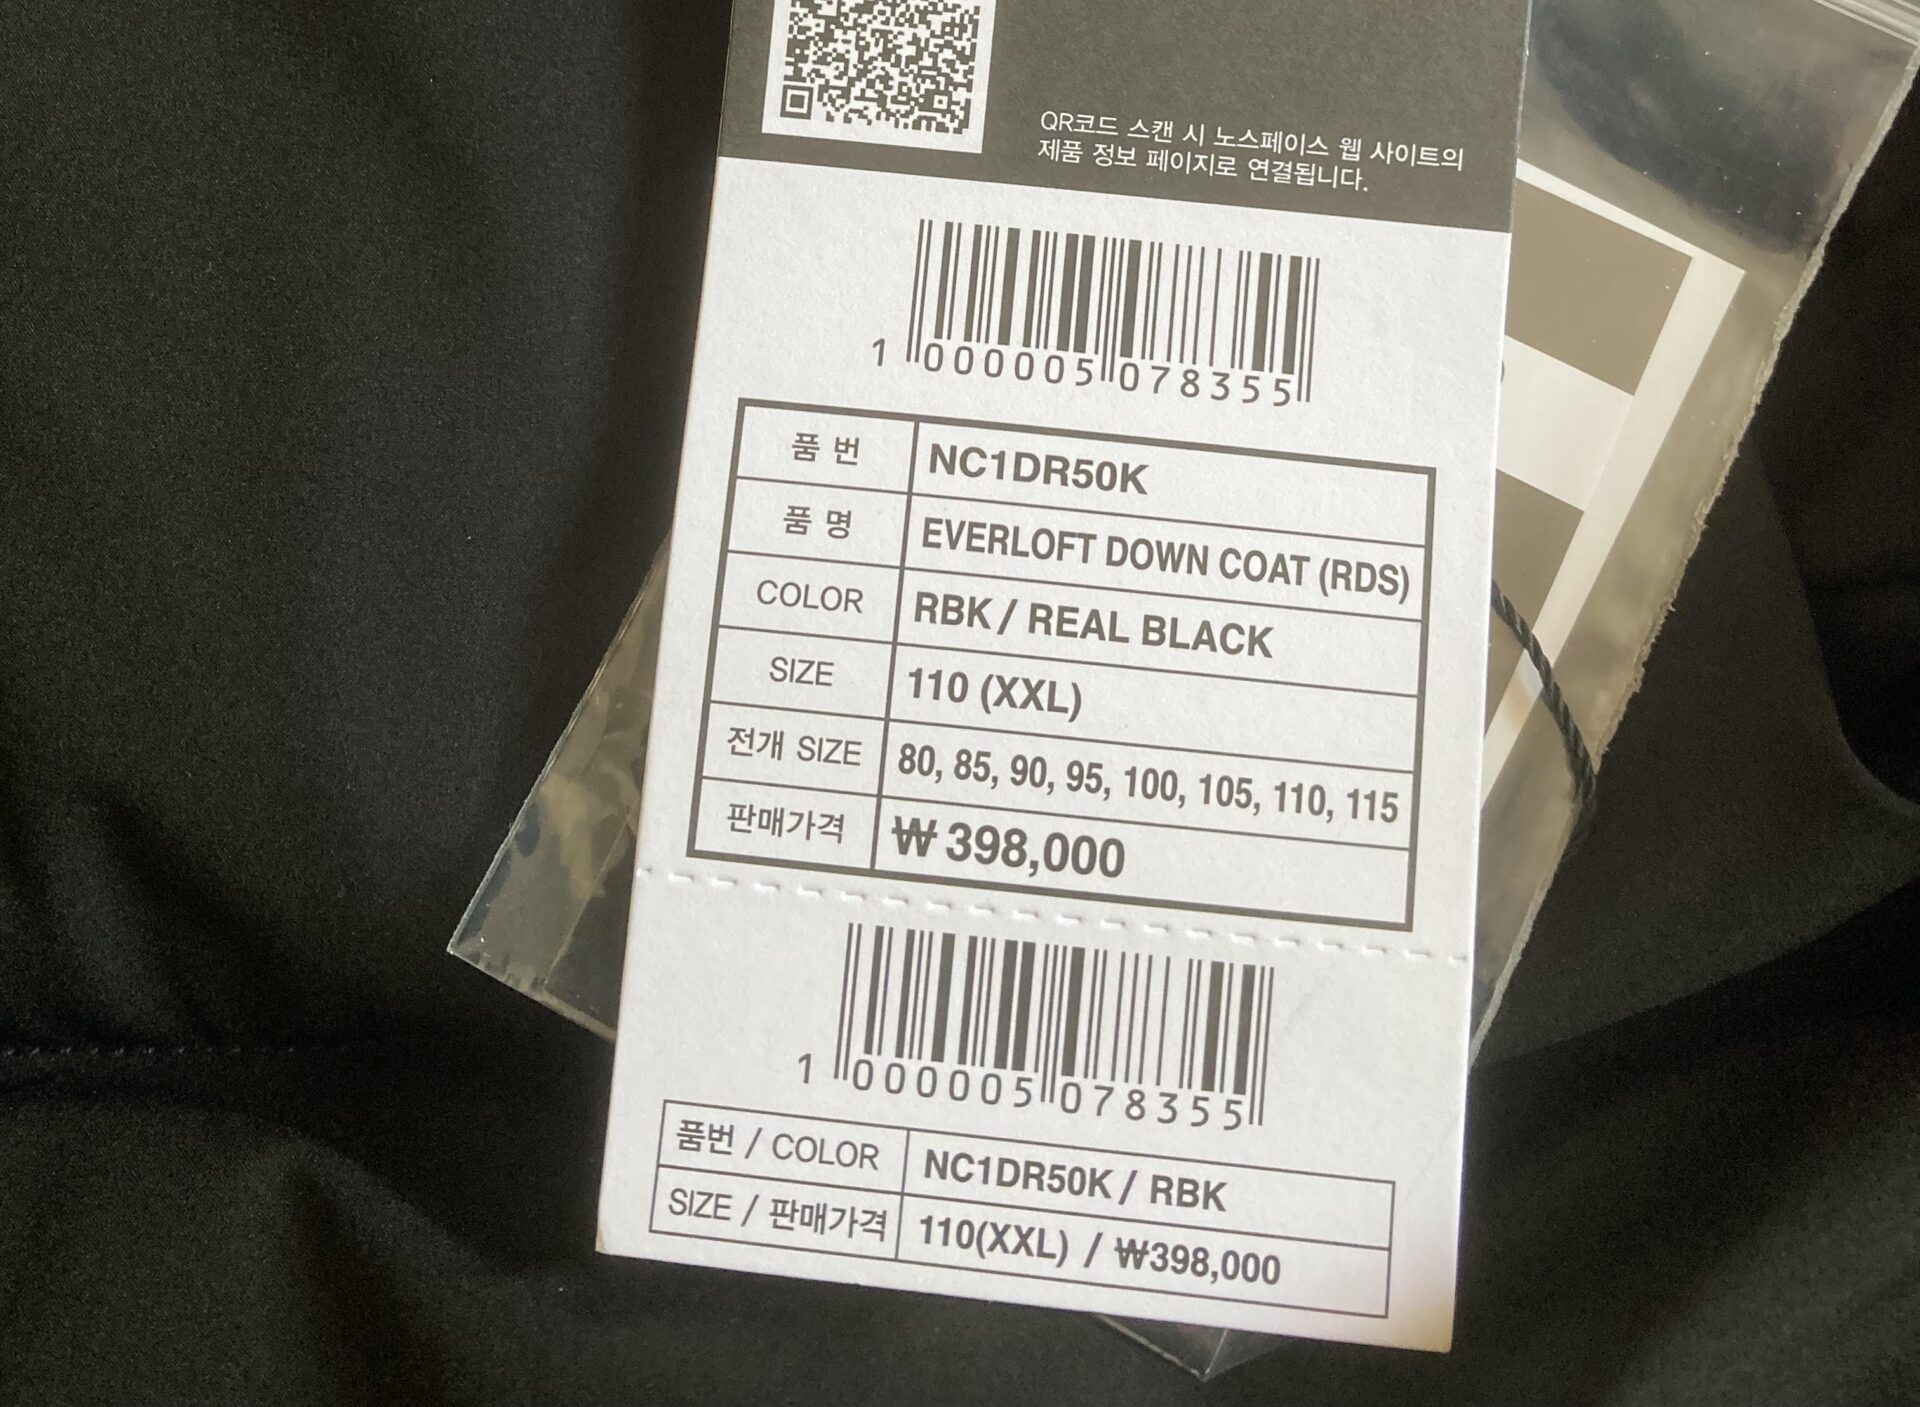 QR코드 스캔 시 노스페이스 웹 사이트의
제품 정보 페이지로 연결됩니다.
1 000005 078355
품 번 NC1DR50K
품 명 EVERLOFT DOWN COAT (RDS)
COLOR RBK / REAL BLACK
SIZE 110 (XXL)
전개 SIZE 80, 85, 90, 95, 100, 105, 110, 115
판매가격 ₩ 398,000
1 000005 078355
품번 / COLOR NC1DR50K / RBK
SIZE / 판매가격 110(XXL) / ₩398,000